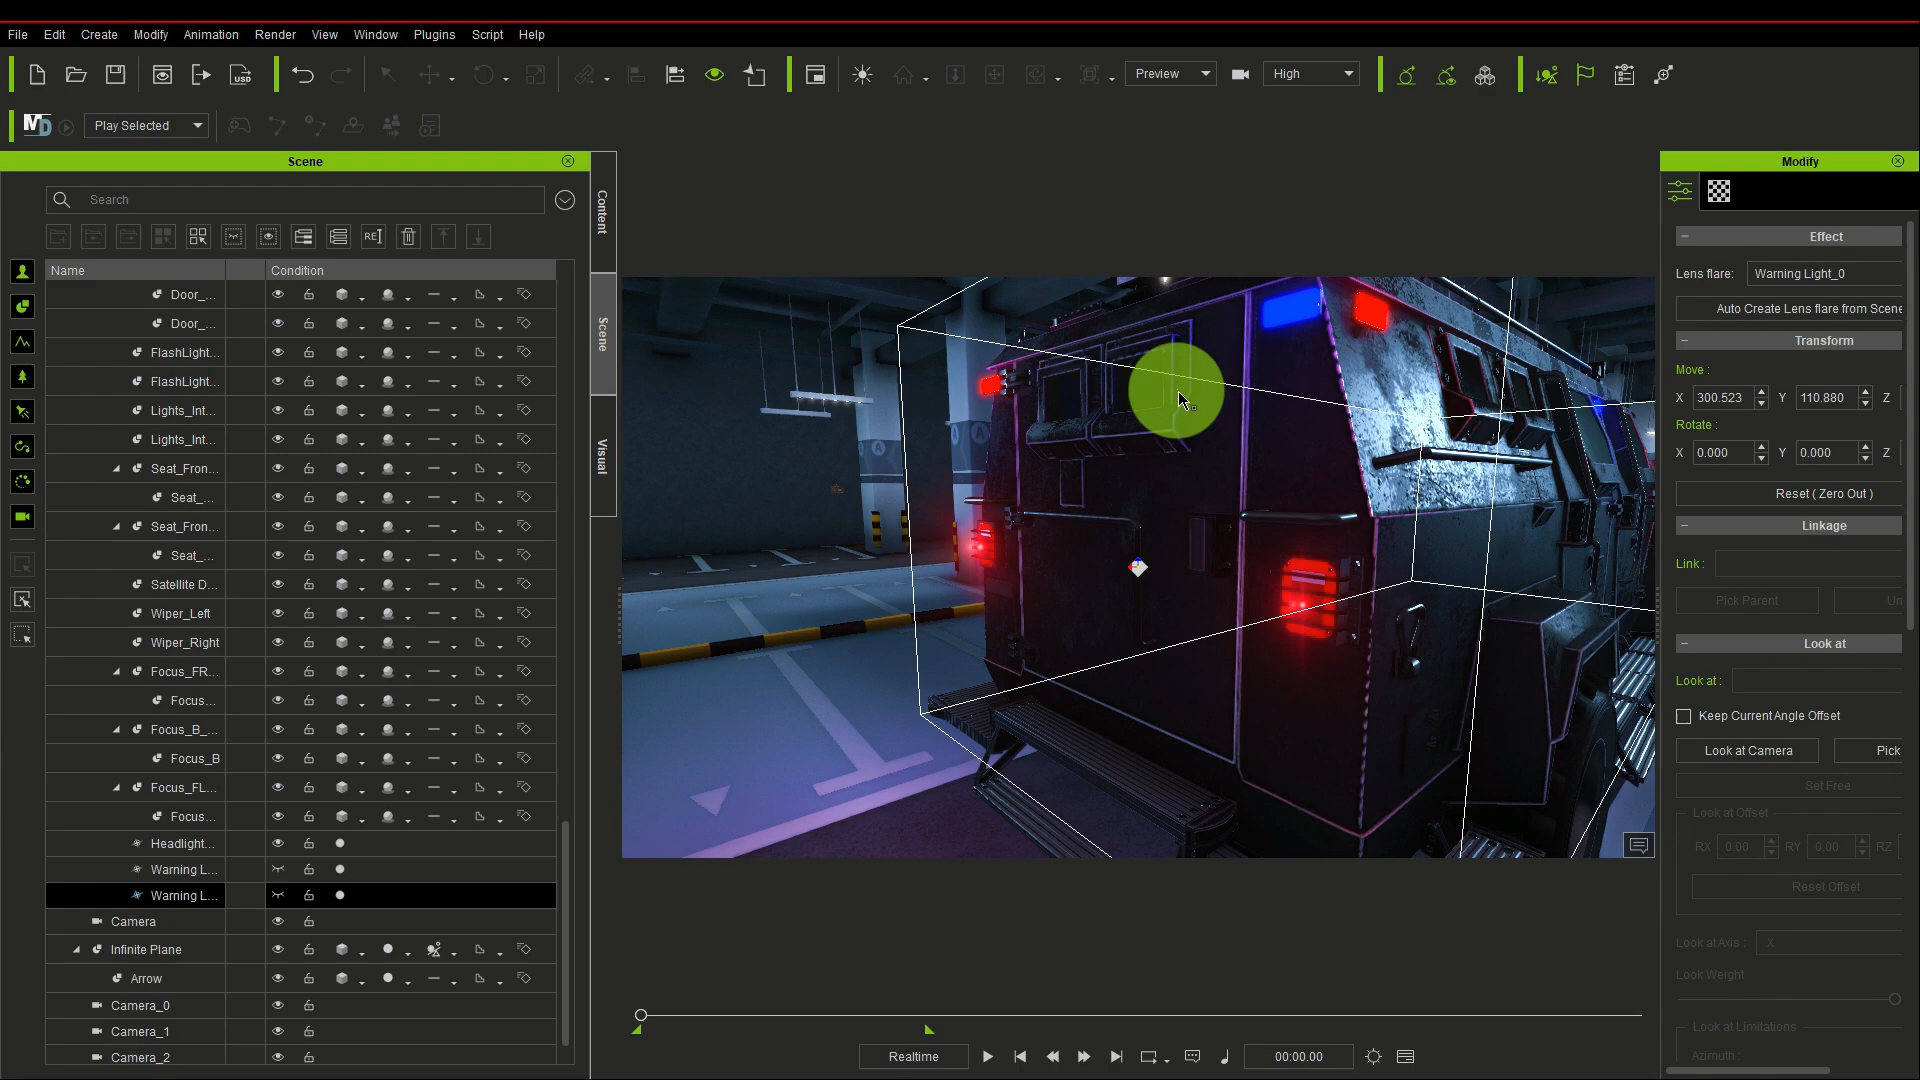 File Edit Create Modify Animation Render View Window Plugins Script Help
USD Preview High
MD Play Selected
Scene
Search
REI
Name Condition
Door_...
Door_...
FlashLight...
FlashLight...
Lights_Int...
Lights_Int...
Seat_Fron...
Seat_...
Seat_Fron...
Seat_...
Satellite D...
Wiper_Left
Wiper_Right
Focus_FR...
Focus...
Focus_B_...
Focus_B
Focus_FL...
Focus...
Headlight...
Warning L...
Warning L...
Camera
Infinite Plane
Arrow
Camera_0
Camera_1
Camera_2
Content
Scene
Visual
A A
Realtime 00:00.00
Modify
Effect
Lens flare: Warning Light_0
Auto Create Lens flare from Scene
Transform
Move :
X 300.523 Y 110.880 Z
Rotate :
X 0.000 Y 0.000 Z
Reset ( Zero Out )
Linkage
Link :
Pick Parent Un
Look at
Look at :
Keep Current Angle Offset
Look at Camera Pick
Set Free
Look at Offset
RX 0.00 RY 0.00 RZ
Reset Offset
Look at Axis : X
Look Weight
Look at Limitations
Azimuth :